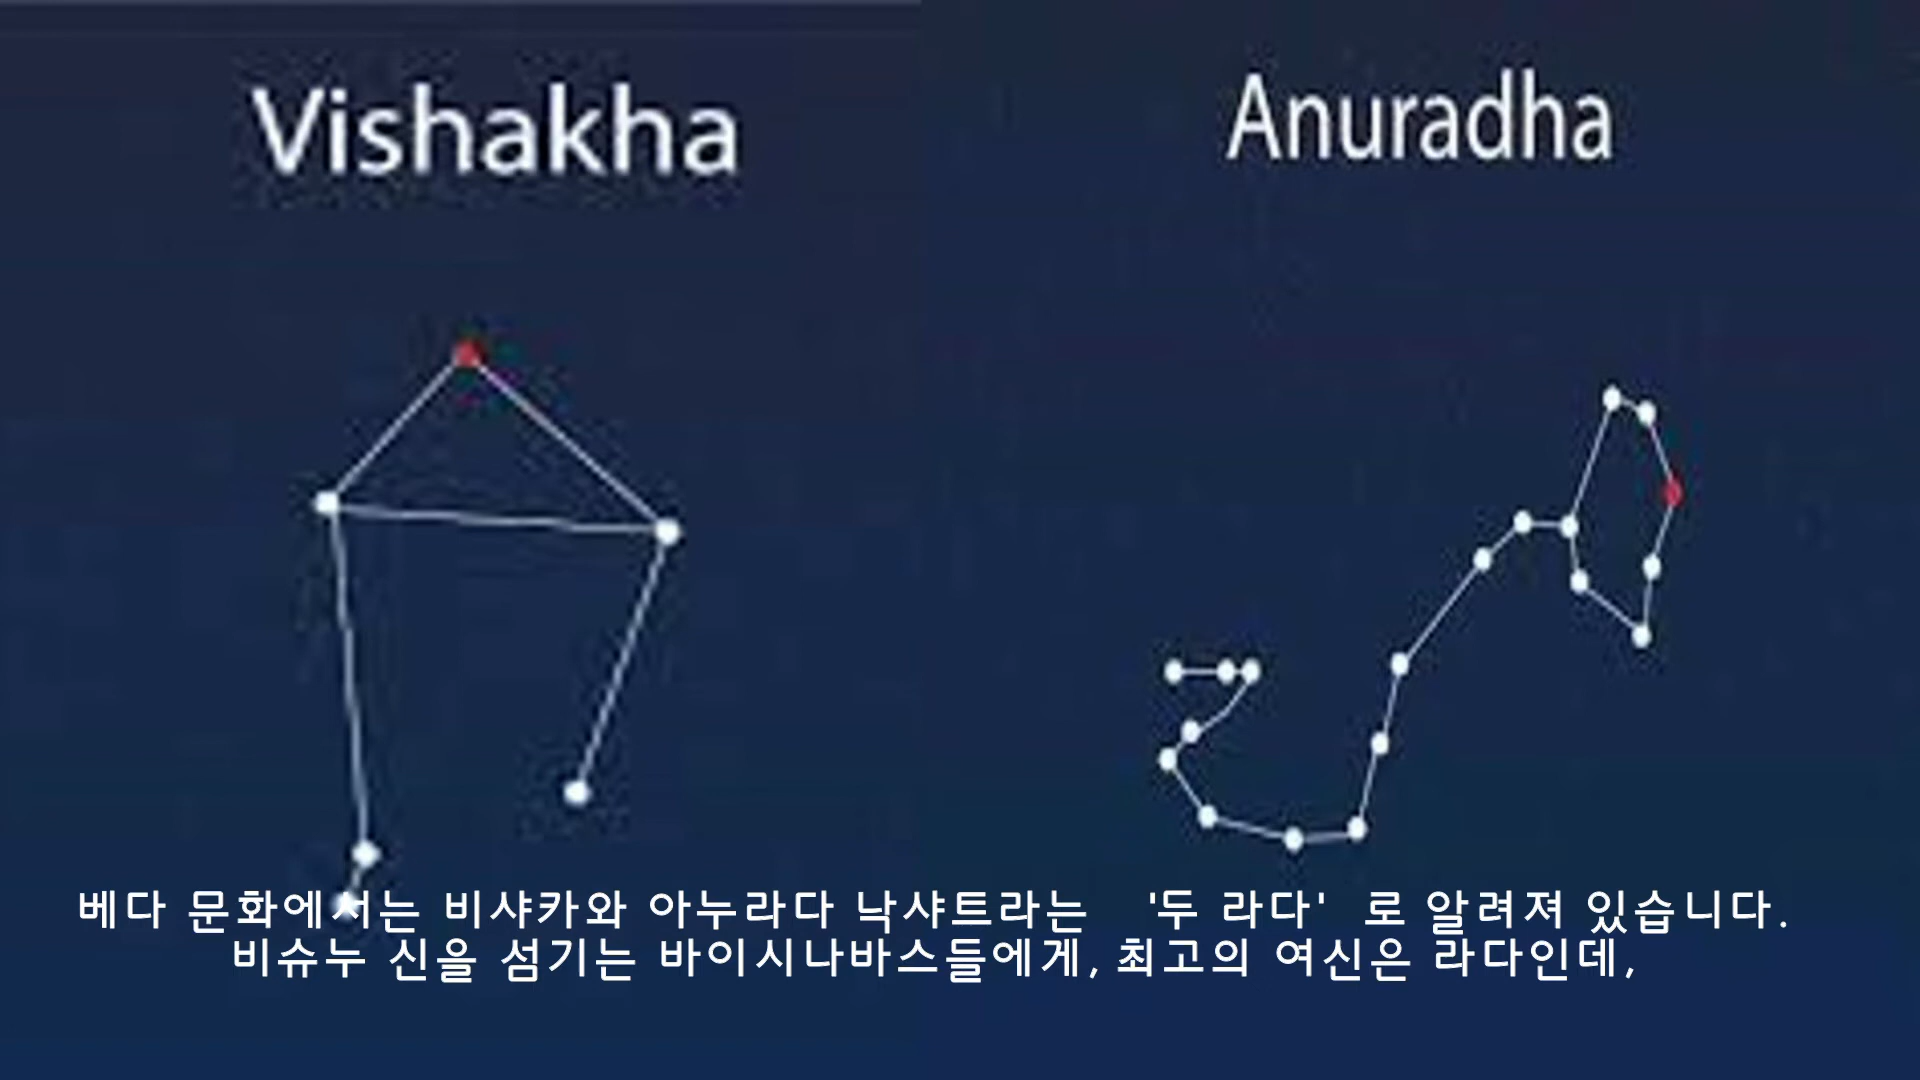 Vishakha
Anuradha
베다 문화에서는 비샤카와 아누라다 낙샤트라는 '두 라다' 로 알려져 있습니다.
비슈누 신을 섬기는 바이시나바스들에게, 최고의 여신은 라다인데,